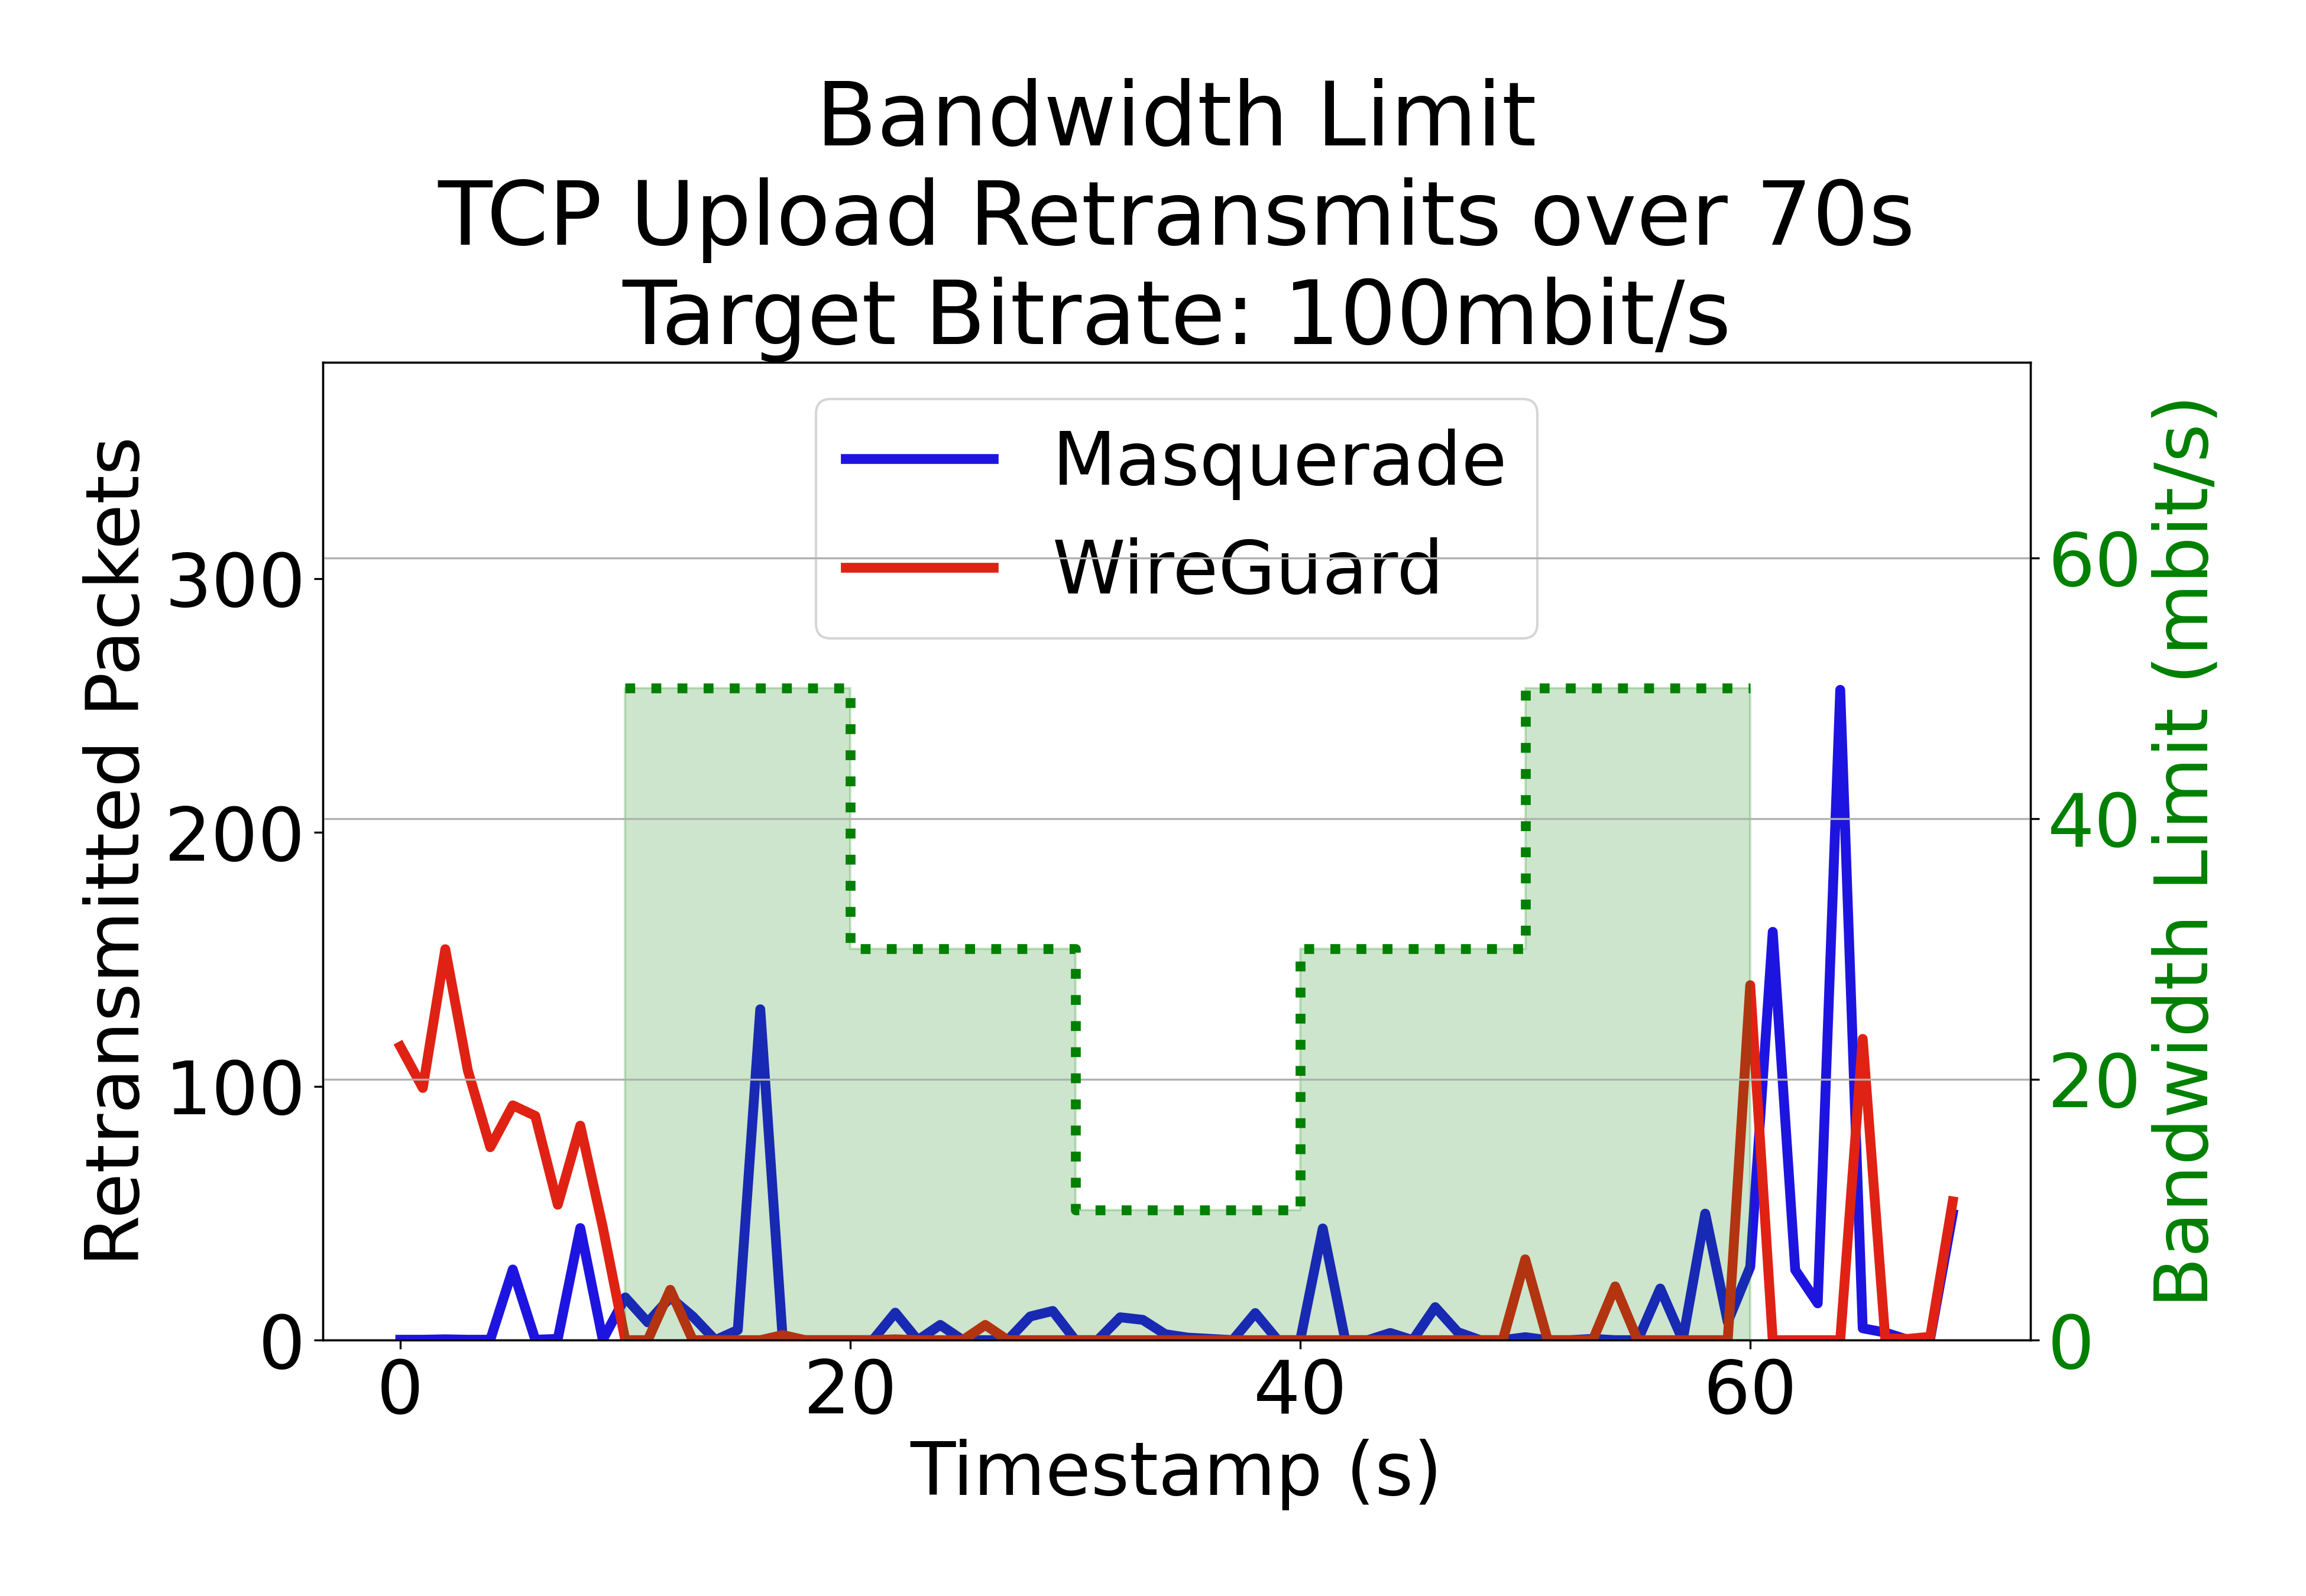 Bandwidth Limit
TCP Upload Retransmits over 70s
Target Bitrate: 100mbit/s
Masquerade
WireGuard
Retransmitted Packets
300
200
100
0
0
20
40
60
Timestamp (s)
60
40
20
0
Bandwidth Limit (mbit/s)